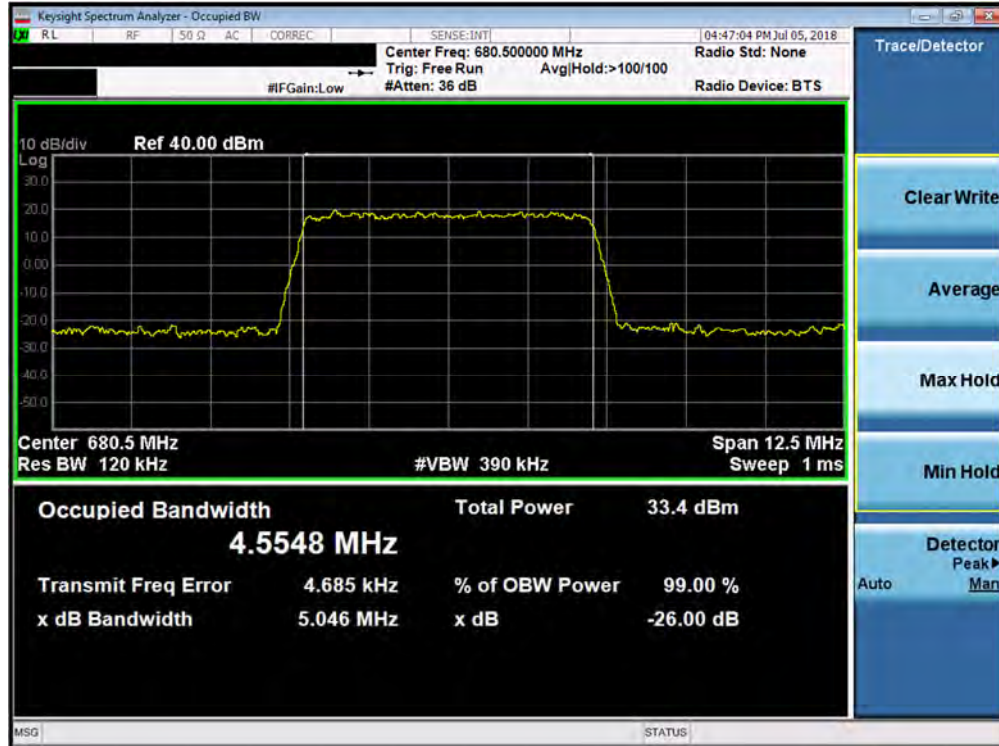 Keysight Spectrum Analyzer - Occupied BW
LXI RL RF 50 Ω AC CORREC SENSE:INT 04:47:04 PM Jul 05, 2018
Center Freq: 680.500000 MHz Radio Std: None
Trig: Free Run Avg|Hold:>100/100
#IFGain:Low #Atten: 36 dB Radio Device: BTS
10 dB/div Ref 40.00 dBm
Log
30.0
20.0
10.0
0.00
-10.0
-20.0
-30.0
-40.0
-50.0
Center 680.5 MHz Span 12.5 MHz
Res BW 120 kHz #VBW 390 kHz Sweep 1 ms
Occupied Bandwidth Total Power 33.4 dBm
4.5548 MHz
Transmit Freq Error 4.685 kHz % of OBW Power 99.00 %
x dB Bandwidth 5.046 MHz x dB -26.00 dB
MSG STATUS
Trace/Detector
Clear Write
Average
Max Hold
Min Hold
Detector
Peak
Auto Man